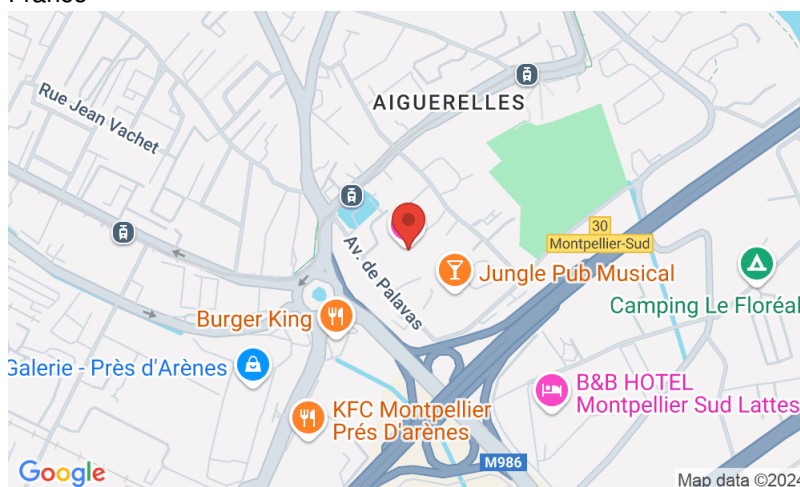 AIGUERELLES
Rue Jean Vachet
30
Montpellier-Sud
Av. de Palavas
Jungle Pub Musical
Camping Le Floréal
Burger King
Galerie - Près d'Arènes
B&B HOTEL
Montpellier Sud Lattes
KFC Montpellier
Prés D'arènes
M986
Google
Map data ©2024